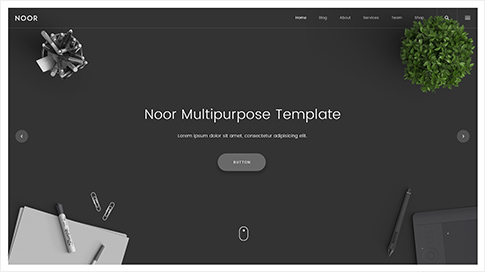 NOOR
Home Blog About Services Team Shop
Noor Multipurpose Template
Lorem ipsum dolor sit amet, consectetur adipisicing elit.
BUTTON